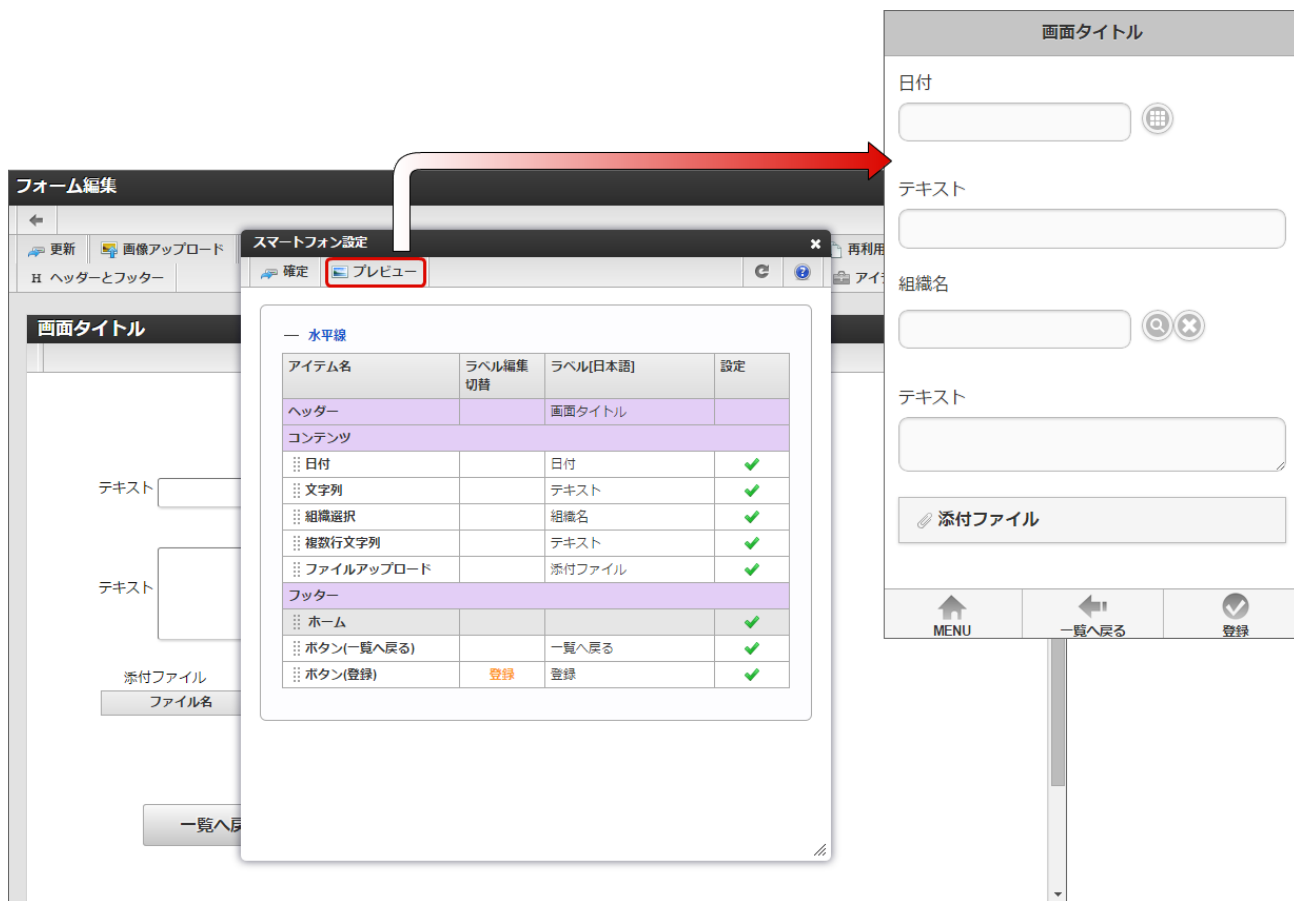 フォーム編集
更新 画像アップロード
再利用
H ヘッダーとフッター
画面タイトル
テキスト
テキスト
添付ファイル
ファイル名
スマートフォン設定
確定 プレビュー
水平線
アイテム名 ラベル編集切替 ラベル[日本語] 設定
ヘッダー 画面タイトル
コンテンツ
日付 日付
文字列 テキスト
組織選択 組織名
複数行文字列 テキスト
ファイルアップロード 添付ファイル
フッター
ホーム
ボタン(一覧へ戻る) 一覧へ戻る
ボタン(登録) 登録 登録
画面タイトル
日付
テキスト
組織名
テキスト
添付ファイル
MENU 一覧へ戻る 登録